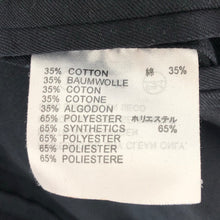 35% COTTON 綿 35%
35% BAUMWOLLE
35% COTON
35% COTONE
35% ALGODON
65% POLYESTER ホリエステル
65% SYNTHETICS 65%
65% POLYESTER
65% POLIESTER
65% POLIESTERE